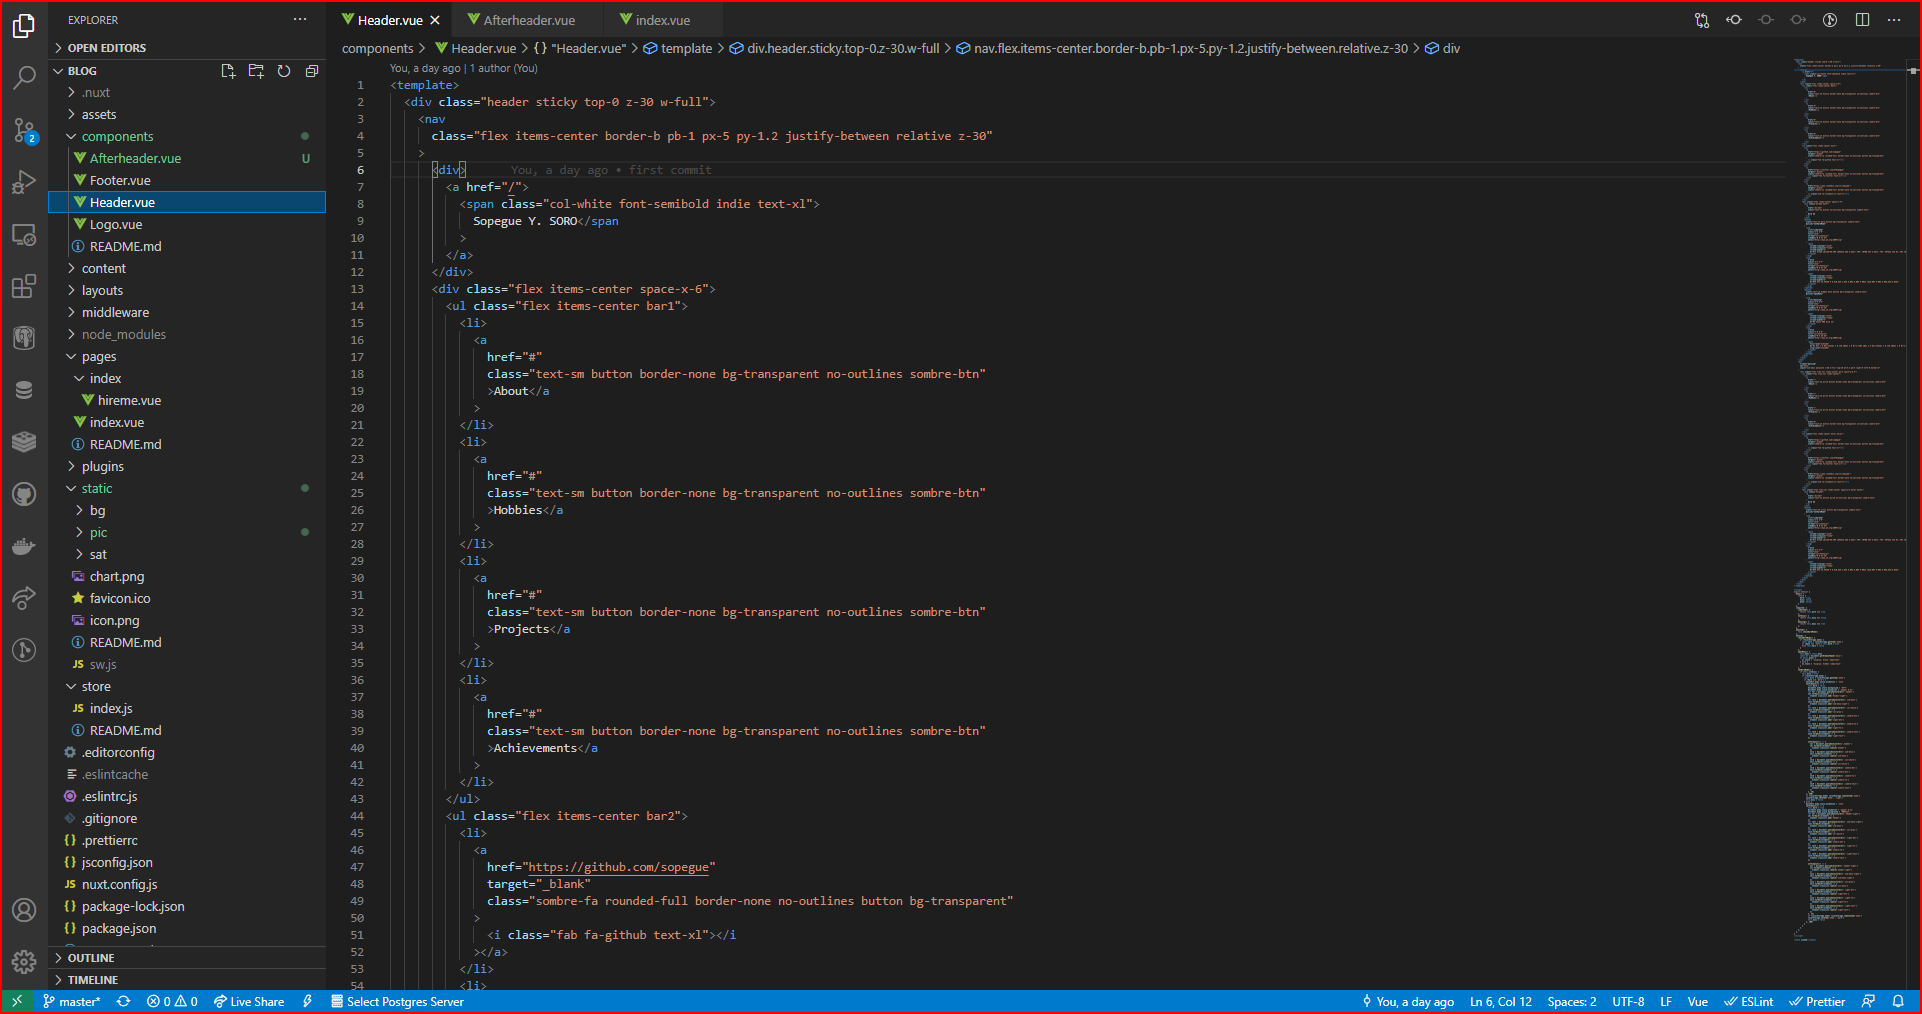 EXPLORER
OPEN EDITORS
BLOG
.nuxt
assets
components
Afterheader.vue U
Footer.vue
Header.vue
Logo.vue
README.md
content
layouts
middleware
node_modules
pages
index
hireme.vue
index.vue
README.md
plugins
static
bg
pic
sat
chart.png
favicon.ico
icon.png
README.md
JS sw.js
store
JS index.js
README.md
.editorconfig
.eslintcache
.eslintrc.js
.gitignore
{} .prettierrc
{} jsconfig.json
JS nuxt.config.js
{} package-lock.json
{} package.json
OUTLINE
TIMELINE
2
Header.vue Afterheader.vue index.vue
components > Header.vue > {} "Header.vue" > template > div.header.sticky.top-0.z-30.w-full > nav.flex.items-center.border-b.pb-1.px-5.py-1.2.justify-between.relative.z-30 > div
You, a day ago | 1 author (You)
1 <template>
2 <div class="header sticky top-0 z-30 w-full">
3 <nav
4 class="flex items-center border-b pb-1 px-5 py-1.2 justify-between relative z-30"
5 >
6 <div> You, a day ago • first commit
7 <a href="/">
8 <span class="col-white font-semibold indie text-xl">
9 Sopegue Y. SORO</span
10 >
11 </a>
12 </div>
13 <div class="flex items-center space-x-6">
14 <ul class="flex items-center bar1">
15 <li>
16 <a
17 href="#"
18 class="text-sm button border-none bg-transparent no-outlines sombre-btn"
19 >About</a
20 >
21 </li>
22 <li>
23 <a
24 href="#"
25 class="text-sm button border-none bg-transparent no-outlines sombre-btn"
26 >Hobbies</a
27 >
28 </li>
29 <li>
30 <a
31 href="#"
32 class="text-sm button border-none bg-transparent no-outlines sombre-btn"
33 >Projects</a
34 >
35 </li>
36 <li>
37 <a
38 href="#"
39 class="text-sm button border-none bg-transparent no-outlines sombre-btn"
40 >Achievements</a
41 >
42 </li>
43 </ul>
44 <ul class="flex items-center bar2">
45 <li>
46 <a
47 href="https://github.com/sopegue"
48 target="_blank"
49 class="sombre-fa rounded-full border-none no-outlines button bg-transparent"
50 >
51 <i class="fab fa-github text-xl"></i
52 ></a>
53 </li>
54 <li>
master* 0 0 Live Share Select Postgres Server You, a day ago Ln 6, Col 12 Spaces: 2 UTF-8 LF Vue ESLint Prettier